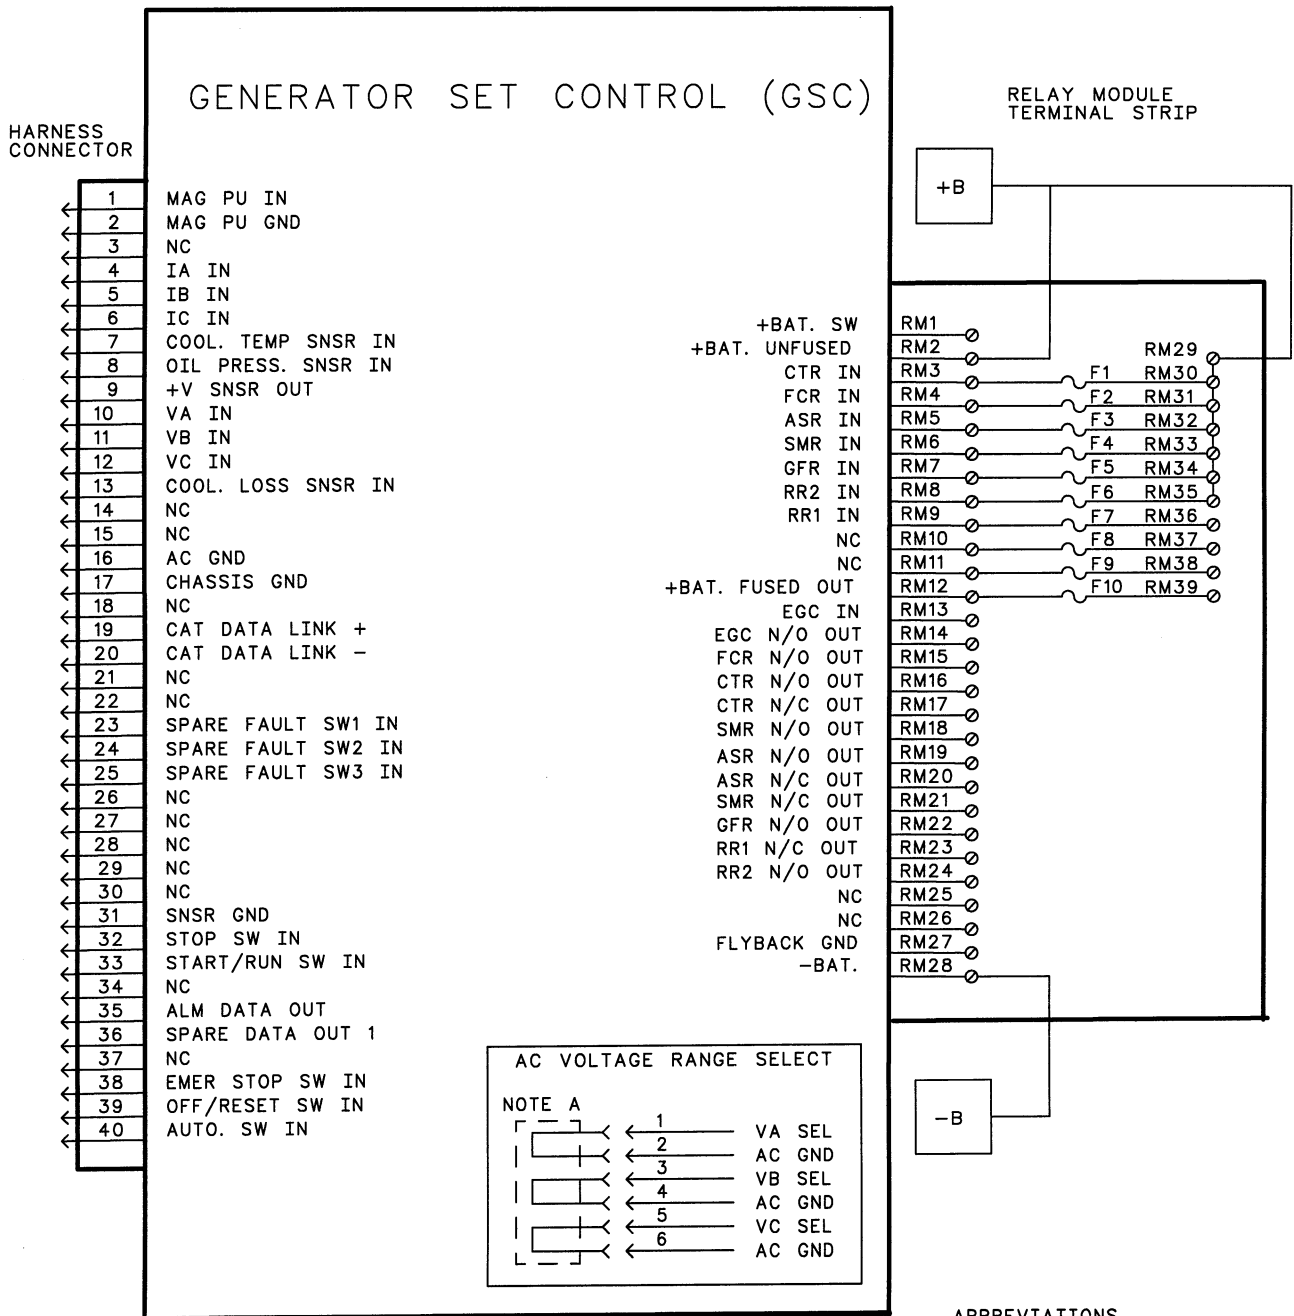 GENERATOR SET CONTROL (GSC)
RELAY MODULE
TERMINAL STRIP
HARNESS
CONNECTOR
+B
1 MAG PU IN
2 MAG PU GND
3 NC
4 IA IN
5 IB IN
6 IC IN
7 COOL. TEMP SNSR IN
8 OIL PRESS. SNSR IN
9 +V SNSR OUT
10 VA IN
11 VB IN
12 VC IN
13 COOL. LOSS SNSR IN
14 NC
15 NC
16 AC GND
17 CHASSIS GND
18 NC
19 CAT DATA LINK +
20 CAT DATA LINK −
21 NC
22 NC
23 SPARE FAULT SW1 IN
24 SPARE FAULT SW2 IN
25 SPARE FAULT SW3 IN
26 NC
27 NC
28 NC
29 NC
30 NC
31 SNSR GND
32 STOP SW IN
33 START/RUN SW IN
34 NC
35 ALM DATA OUT
36 SPARE DATA OUT 1
37 NC
38 EMER STOP SW IN
39 OFF/RESET SW IN
40 AUTO. SW IN
+BAT. SW RM1
+BAT. UNFUSED RM2 RM29
CTR IN RM3 F1 RM30
FCR IN RM4 F2 RM31
ASR IN RM5 F3 RM32
SMR IN RM6 F4 RM33
GFR IN RM7 F5 RM34
RR2 IN RM8 F6 RM35
RR1 IN RM9 F7 RM36
NC RM10 F8 RM37
NC RM11 F9 RM38
+BAT. FUSED OUT RM12 F10 RM39
EGC IN RM13
EGC N/O OUT RM14
FCR N/O OUT RM15
CTR N/O OUT RM16
CTR N/C OUT RM17
SMR N/O OUT RM18
ASR N/O OUT RM19
ASR N/C OUT RM20
SMR N/C OUT RM21
GFR N/O OUT RM22
RR1 N/C OUT RM23
RR2 N/O OUT RM24
NC RM25
NC RM26
FLYBACK GND RM27
−BAT. RM28
−B
AC VOLTAGE RANGE SELECT
NOTE A
1 VA SEL
2 AC GND
3 VB SEL
4 AC GND
5 VC SEL
6 AC GND
ABBREVIATIONS